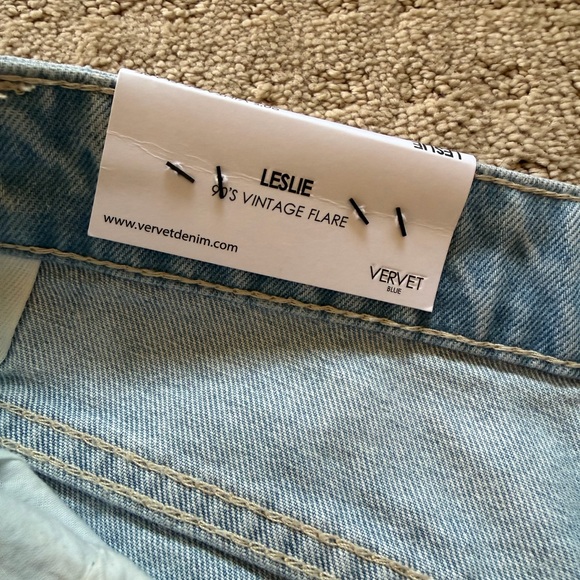 LESLIE
LESLIE
90'S VINTAGE FLARE
www.vervetdenim.com
VERVET
BLUE